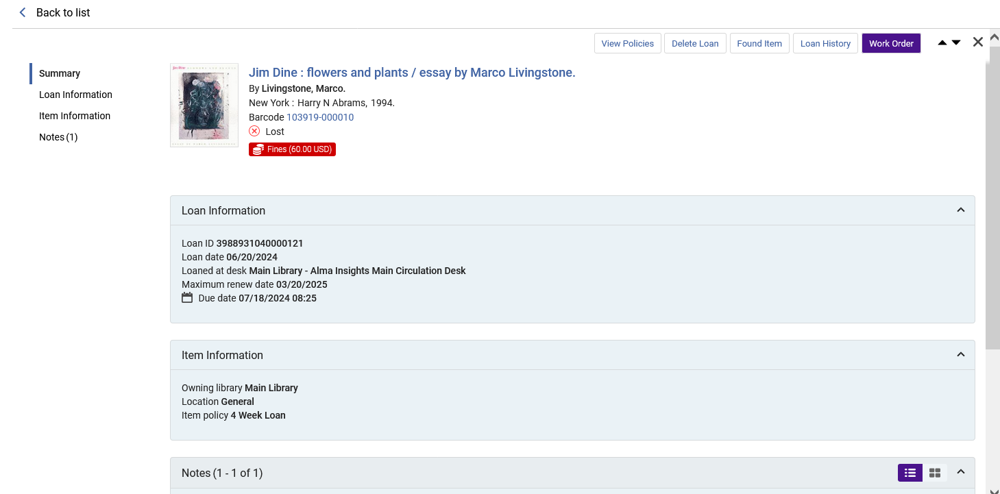 Back to list
View Policies Delete Loan Found Item Loan History Work Order
Summary
Loan Information
Item Information
Notes (1)
Jim Dine : flowers and plants / essay by Marco Livingstone.
By Livingstone, Marco.
New York : Harry N Abrams, 1994.
Barcode 103919-000010
Lost
Fines (60.00 USD)
Loan Information
Loan ID 3988931040000121
Loan date 06/20/2024
Loaned at desk Main Library - Alma Insights Main Circulation Desk
Maximum renew date 03/20/2025
Due date 07/18/2024 08:25
Item Information
Owning library Main Library
Location General
Item policy 4 Week Loan
Notes (1 - 1 of 1)